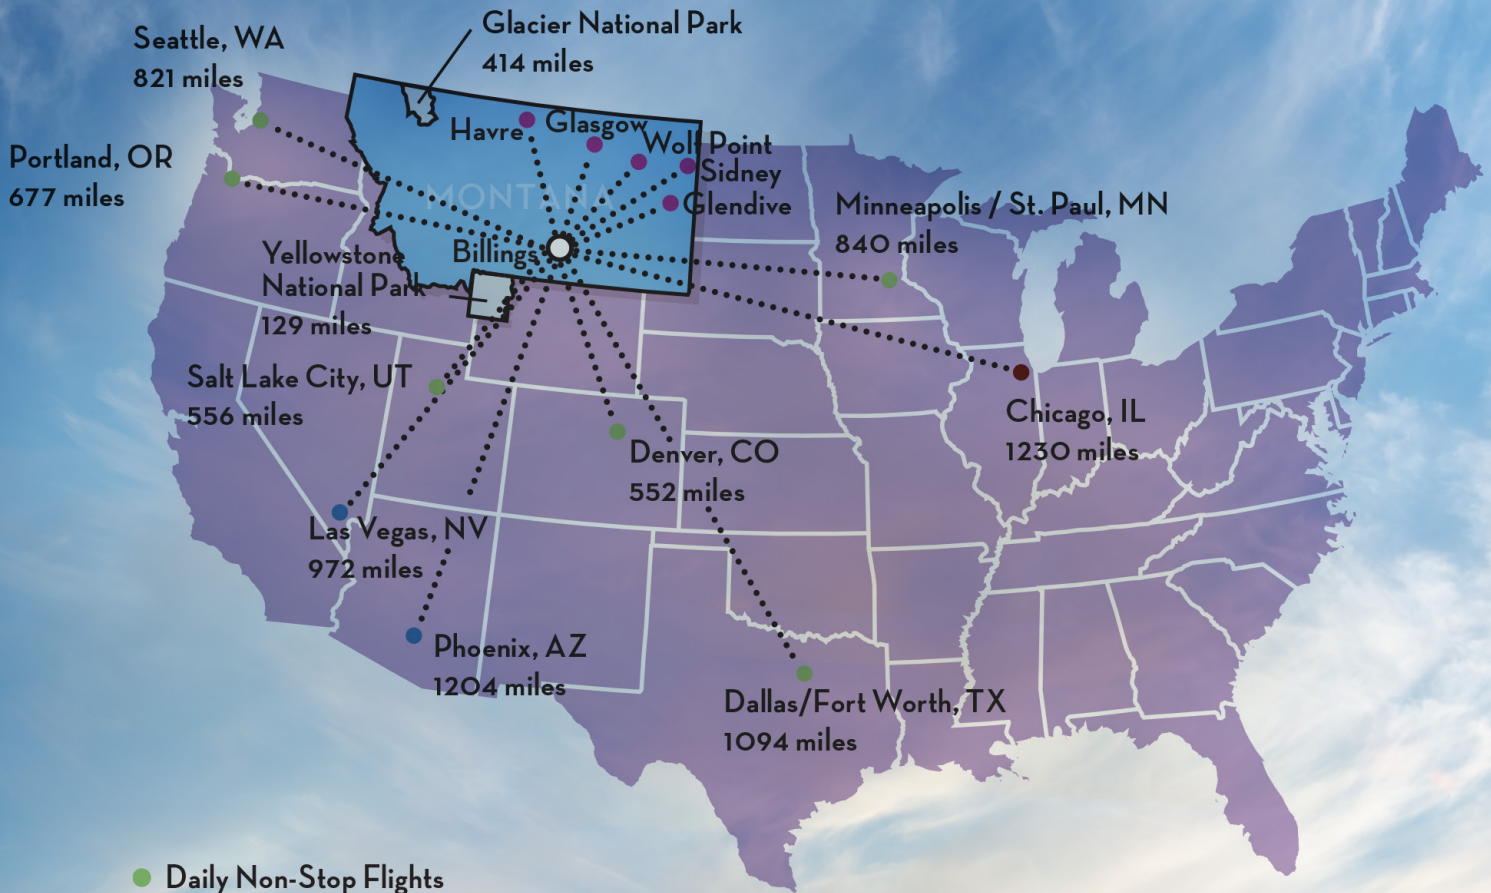 Glacier National Park
414 miles
Seattle, WA
821 miles
Havre
Glasgow
Wolf Point
Sidney
Portland, OR
677 miles
MONTANA
Glendive
Minneapolis / St. Paul, MN
840 miles
Billings
Yellowstone
National Park
129 miles
Salt Lake City, UT
556 miles
Chicago, IL
1230 miles
Denver, CO
552 miles
Las Vegas, NV
972 miles
Phoenix, AZ
1204 miles
Dallas/Fort Worth, TX
1094 miles
Daily Non-Stop Flights